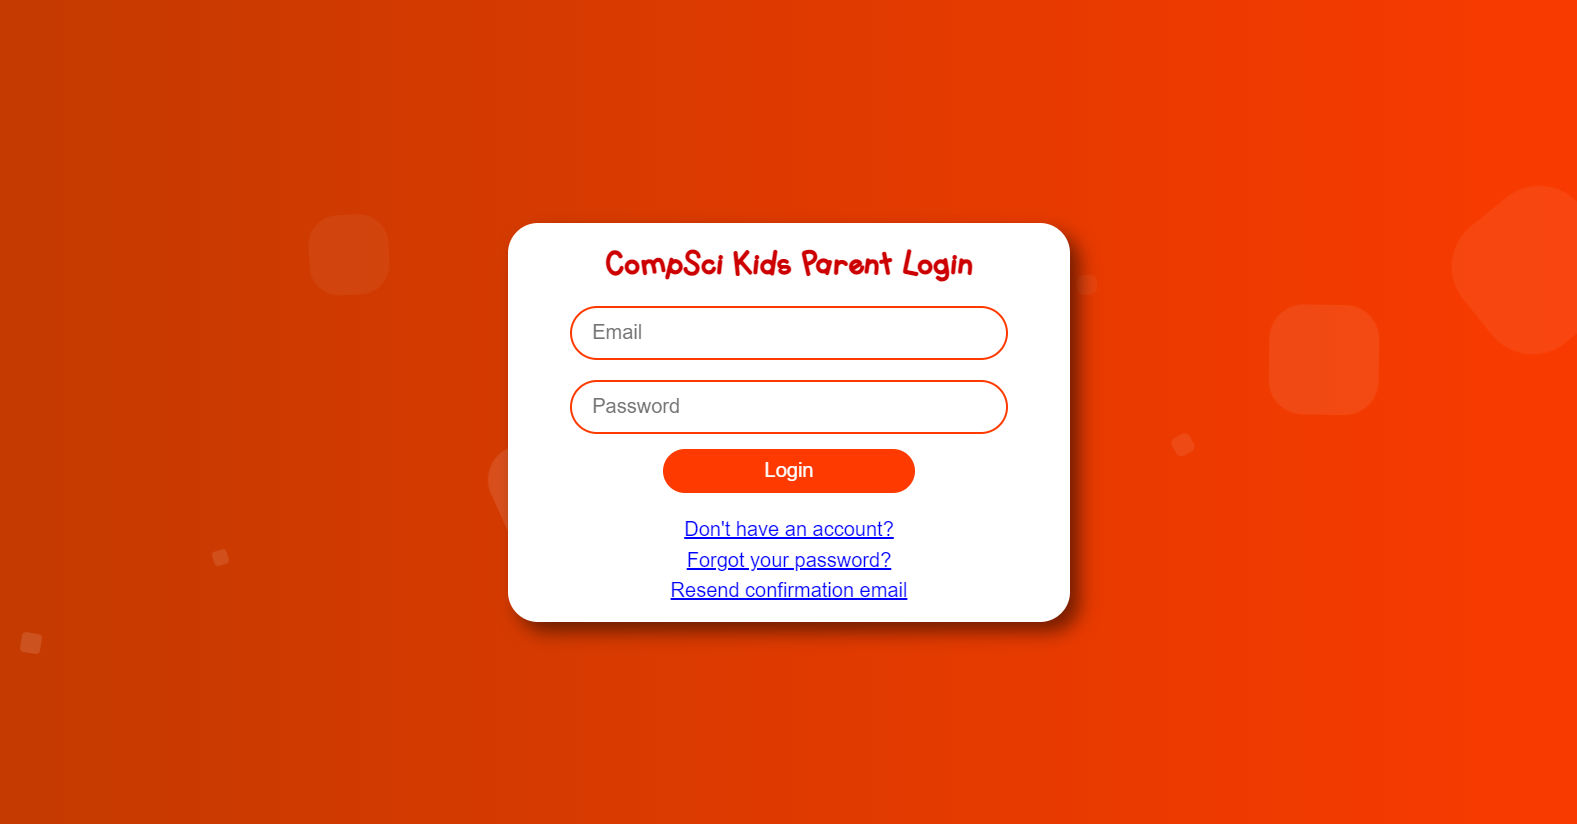 CompSci Kids Parent Login
Email
Password
Login
Don't have an account?
Forgot your password?
Resend confirmation email